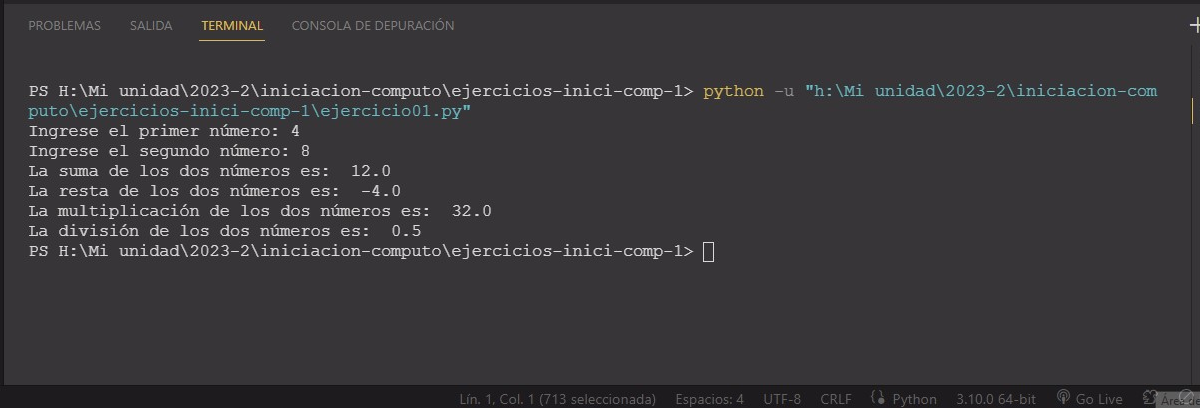 PROBLEMAS SALIDA TERMINAL CONSOLA DE DEPURACIÓN
PS H:\Mi unidad\2023-2\iniciacion-computo\ejercicios-inici-comp-1> python -u "h:\Mi unidad\2023-2\iniciacion-com
puto\ejercicios-inici-comp-1\ejercicio01.py"
Ingrese el primer número: 4
Ingrese el segundo número: 8
La suma de los dos números es:  12.0
La resta de los dos números es:  -4.0
La multiplicación de los dos números es:  32.0
La división de los dos números es:  0.5
PS H:\Mi unidad\2023-2\iniciacion-computo\ejercicios-inici-comp-1>
Lín. 1, Col. 1 (713 seleccionada) Espacios: 4 UTF-8 CRLF Python 3.10.0 64-bit Go Live Área de